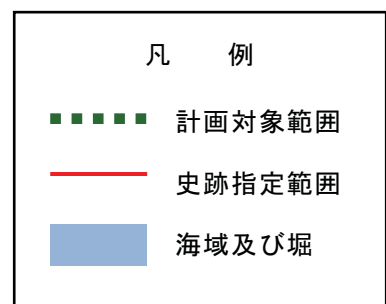 凡　　例
計画対象範囲
史跡指定範囲
海域及び堀